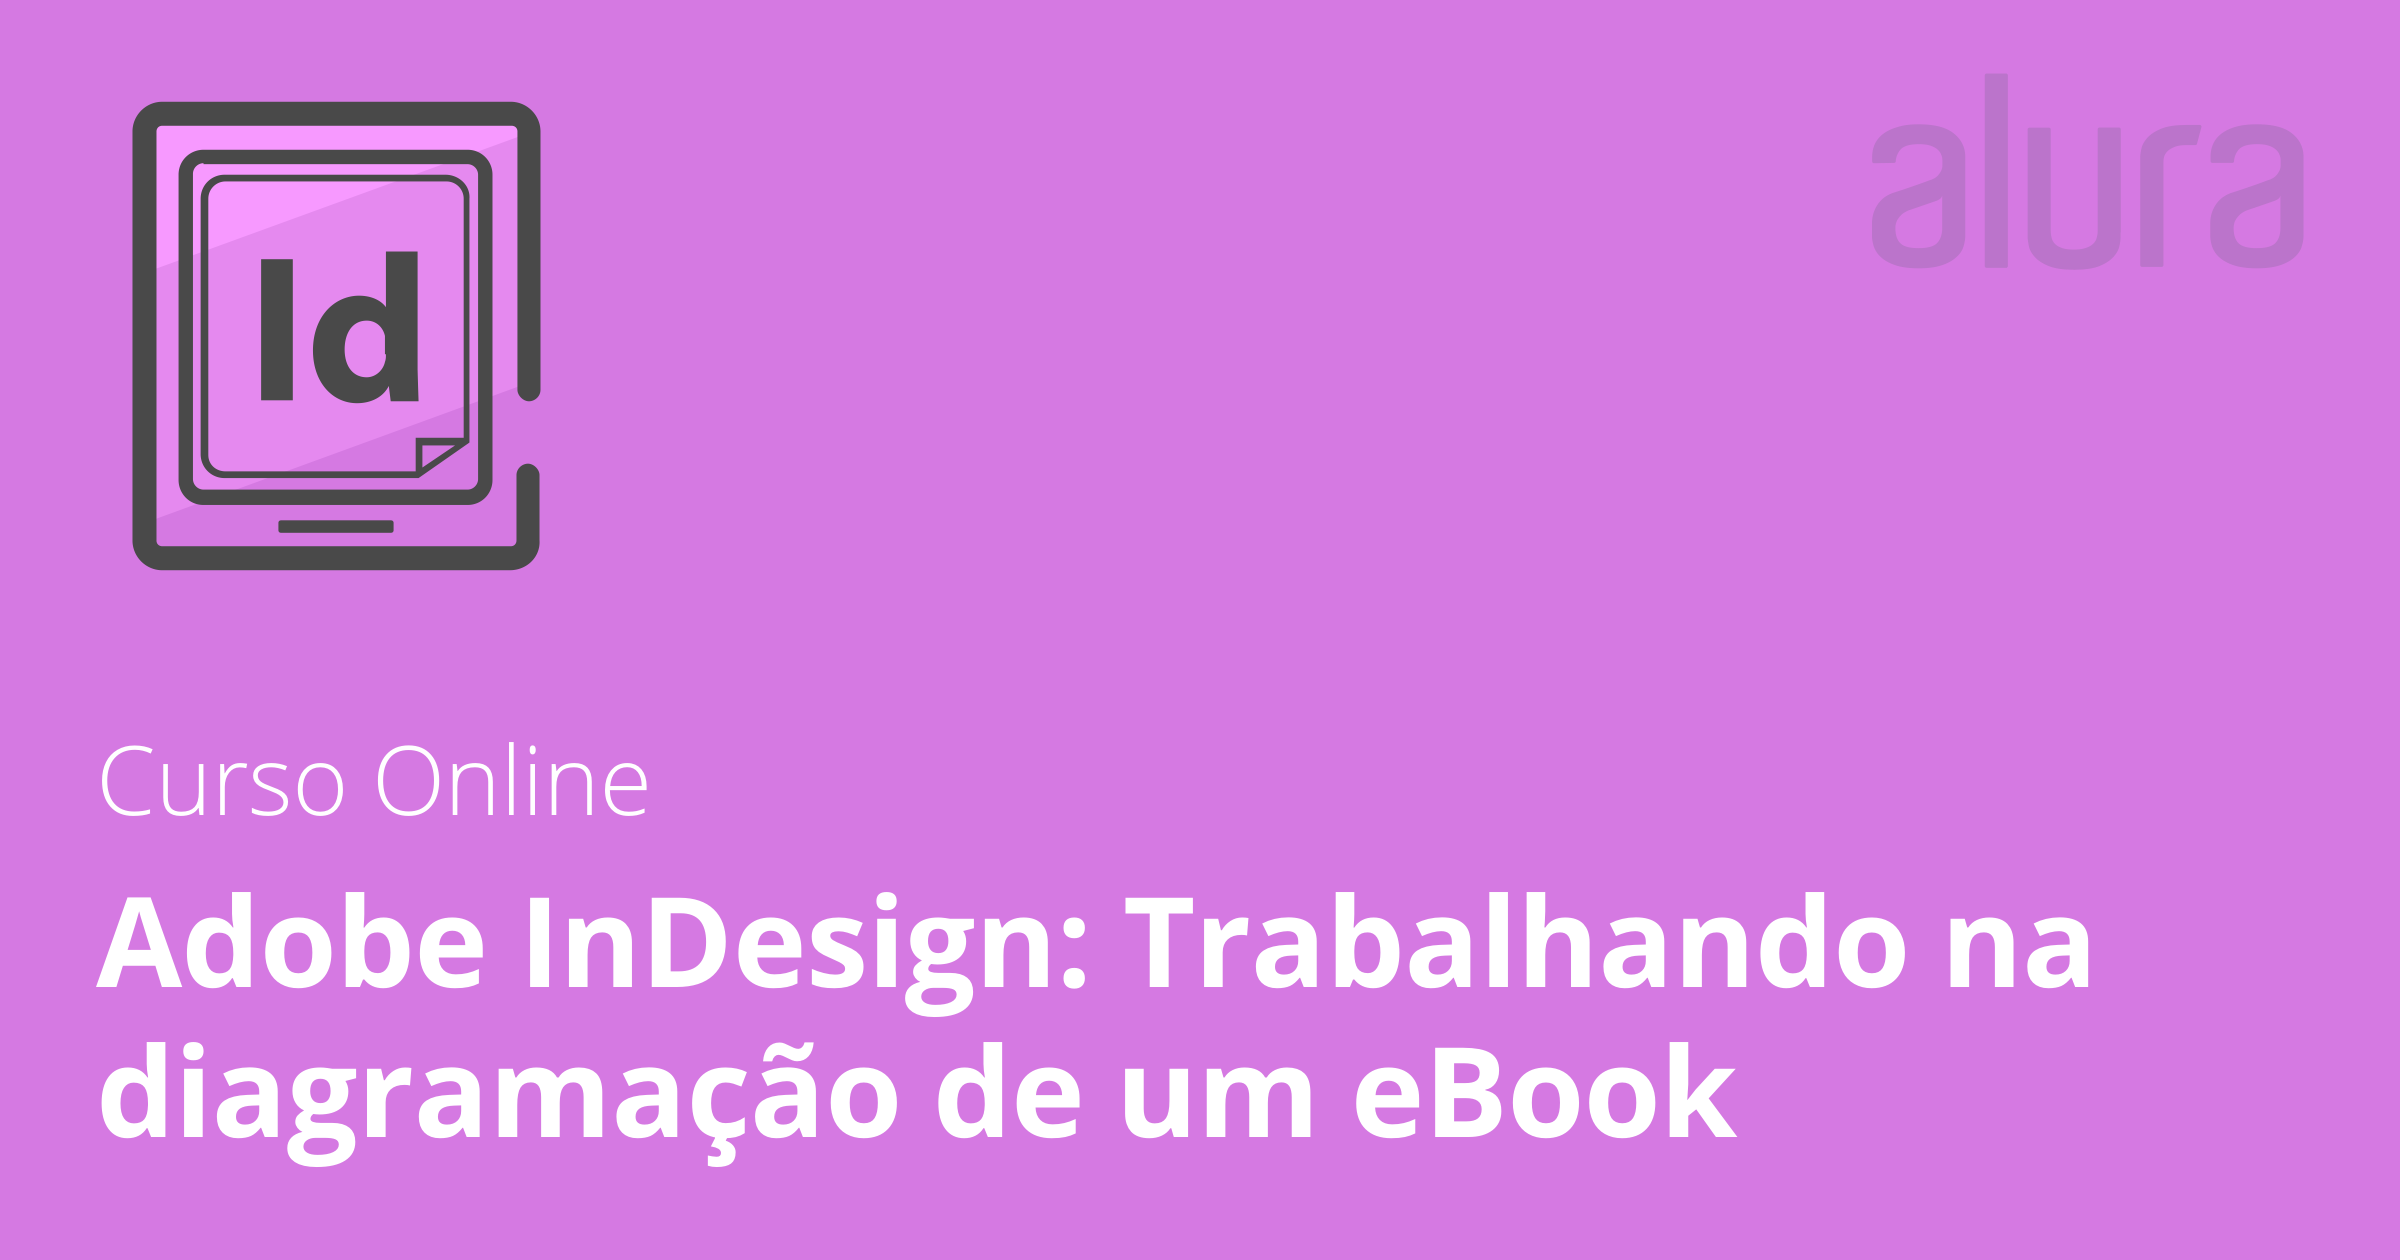 alura
Id
Curso Online
Adobe InDesign: Trabalhando na
diagramação de um eBook